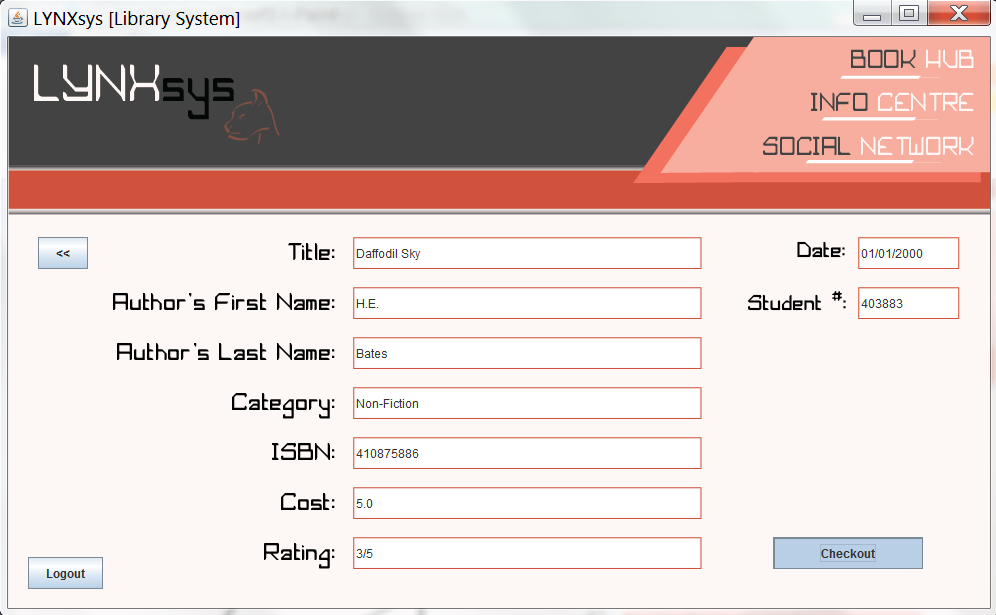 LYNXsys [Library System]
LYNXsys
BOOK HUB
INFO CENTRE
SOCIAL NETWORK
<<
Title: Daffodil Sky
Date: 01/01/2000
Author's First Name: H.E.
Student #: 403883
Author's Last Name: Bates
Category: Non-Fiction
ISBN: 410875886
Cost: 5.0
Rating: 3/5
Checkout
Logout